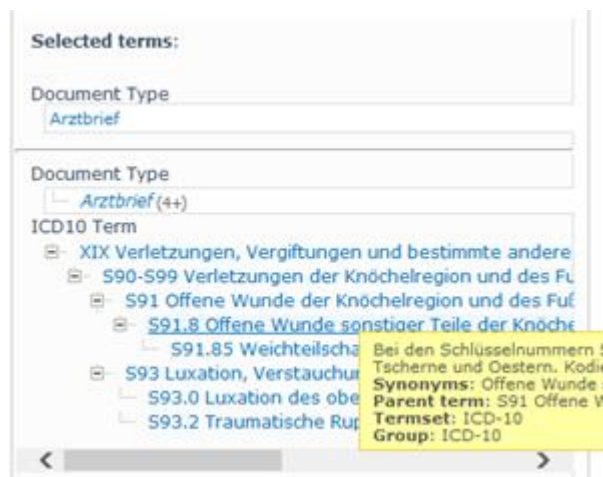 Selected terms:
Document Type
Arztbrief
Document Type
Arztbrief (4+)
ICD10 Term
XIX Verletzungen, Vergiftungen und bestimmte andere
S90-S99 Verletzungen der Knöchelregion und des Fu
S91 Offene Wunde der Knöchelregion und des Fuß
S91.8 Offene Wunde sonstiger Teile der Knöche
S91.85 Weichteilscha
S93 Luxation, Verstauchu
S93.0 Luxation des obe
S93.2 Traumatische Rup
Bei den Schlüsselnummern S
Tscherne und Oestern. Kodie
Synonyms: Offene Wunde
Parent term: S91 Offene W
Termset: ICD-10
Group: ICD-10